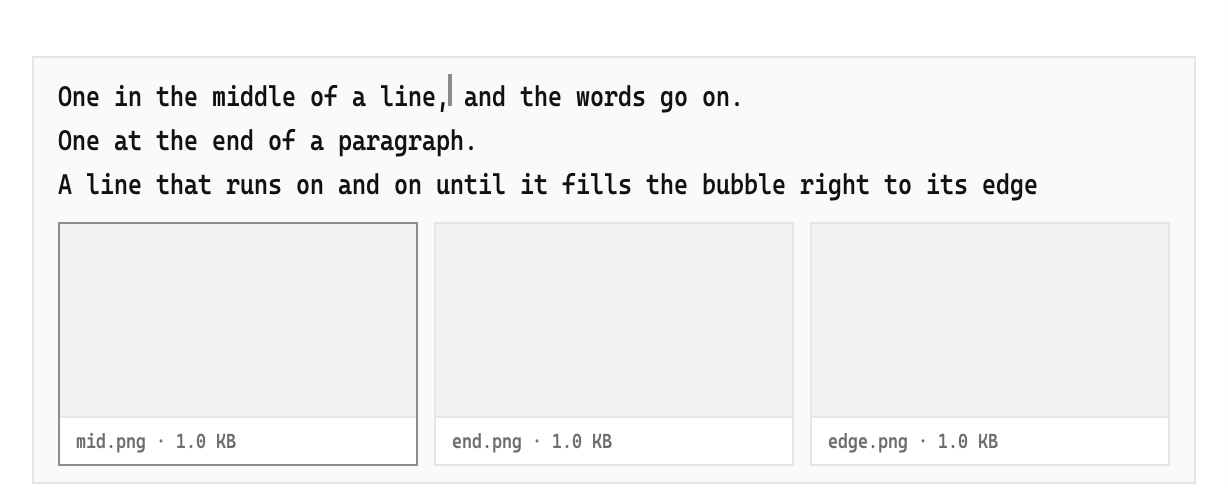 One in the middle of a line, and the words go on.
One at the end of a paragraph.
A line that runs on and on until it fills the bubble right to its edge
mid.png · 1.0 KB
end.png · 1.0 KB
edge.png · 1.0 KB